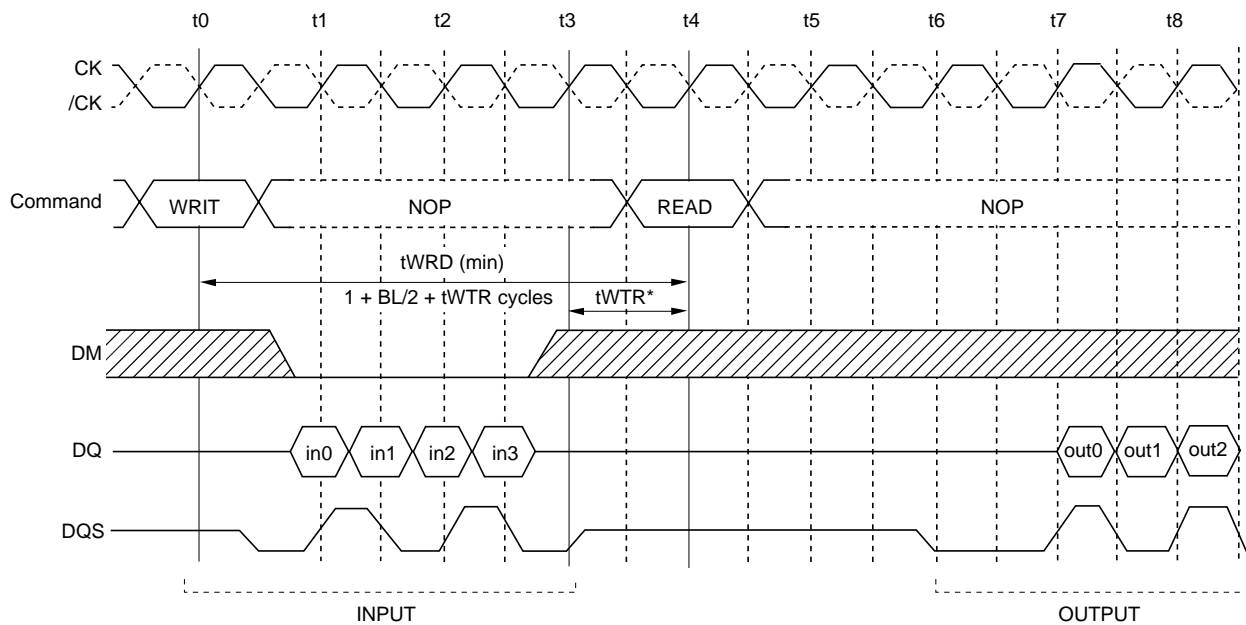 t0 t1 t2 t3 t4 t5 t6 t7 t8
CK
/CK
Command WRIT NOP READ NOP
tWRD (min)
1 + BL/2 + tWTR cycles tWTR*
DM
DQ in0 in1 in2 in3 out0 out1 out2
DQS
INPUT OUTPUT